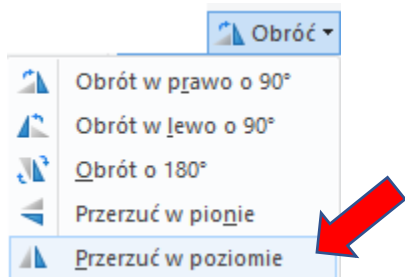 Obróć
Obrót w prawo o 90°
Obrót w lewo o 90°
Obrót o 180°
Przerzuć w pionie
Przerzuć w poziomie